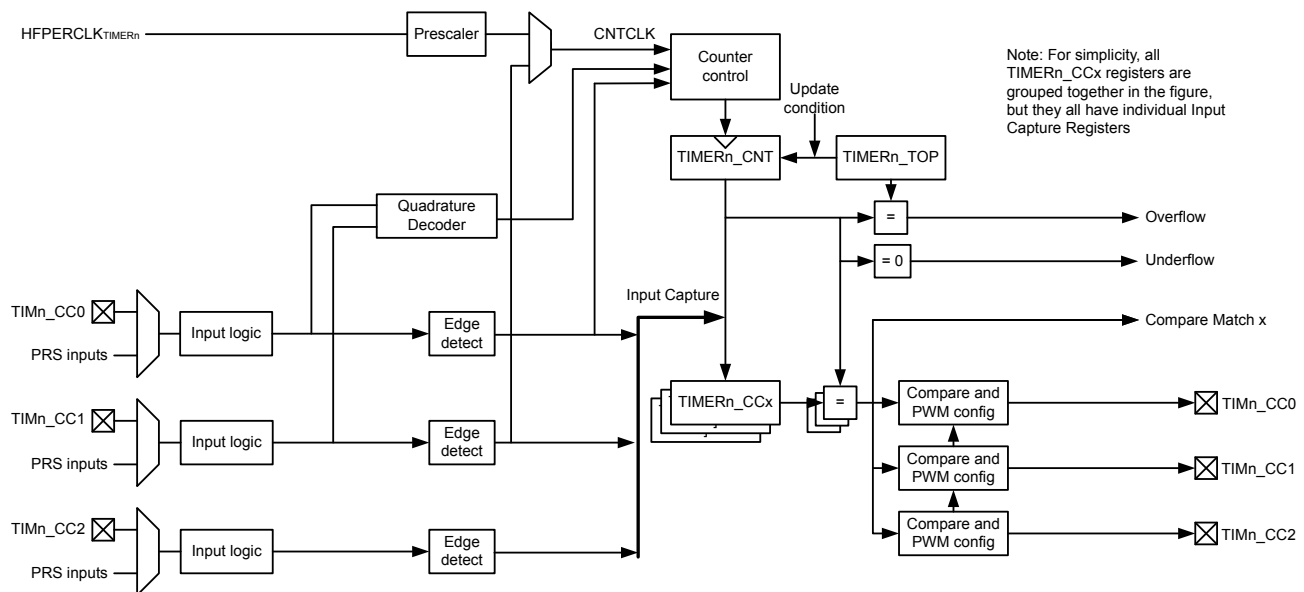 HFPERCLKTIMERn
Prescaler
CNTCLK
Counter
control
Note: For simplicity, all
TIMERn_CCx registers are
grouped together in the figure,
but they all have individual Input
Capture Registers
Update
condition
TIMERn_CNT
TIMERn_TOP
Quadrature
Decoder
=
Overflow
= 0
Underflow
Input Capture
TIMn_CC0
PRS inputs
Input logic
Edge
detect
Compare Match x
TIMERn_CCx
=
Compare and
PWM config
TIMn_CC0
TIMn_CC1
PRS inputs
Input logic
Edge
detect
Compare and
PWM config
TIMn_CC1
TIMn_CC2
PRS inputs
Input logic
Edge
detect
Compare and
PWM config
TIMn_CC2